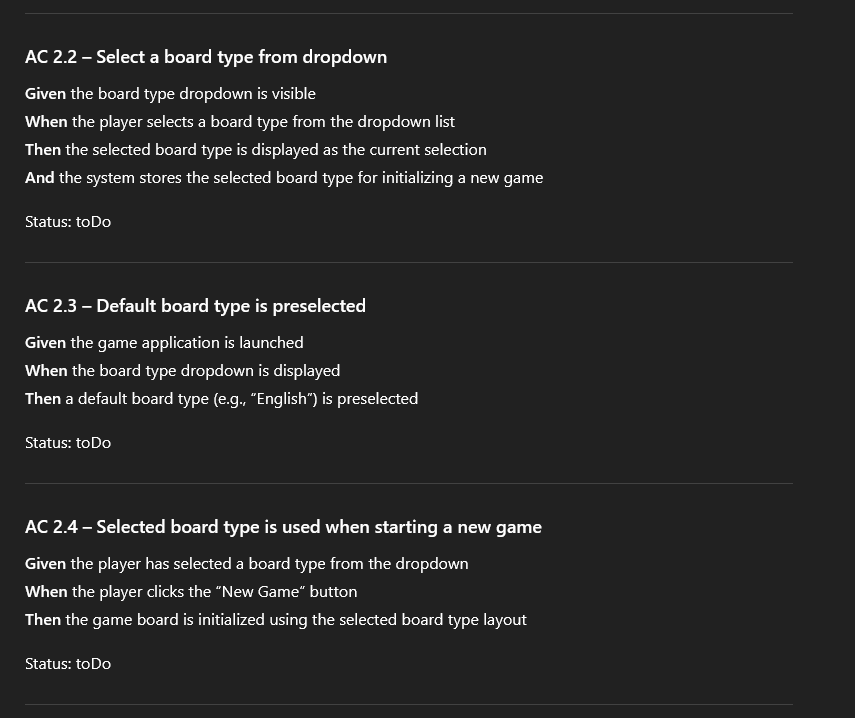 AC 2.2 – Select a board type from dropdown
Given the board type dropdown is visible
When the player selects a board type from the dropdown list
Then the selected board type is displayed as the current selection
And the system stores the selected board type for initializing a new game
Status: toDo
AC 2.3 – Default board type is preselected
Given the game application is launched
When the board type dropdown is displayed
Then a default board type (e.g., “English”) is preselected
Status: toDo
AC 2.4 – Selected board type is used when starting a new game
Given the player has selected a board type from the dropdown
When the player clicks the “New Game” button
Then the game board is initialized using the selected board type layout
Status: toDo